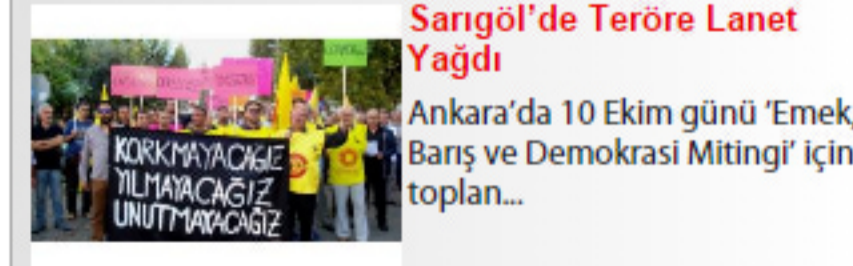 Sarıgöl’de Teröre Lanet
Yağdı
Ankara’da 10 Ekim günü ‘Emek,
Barış ve Demokrasi Mitingi’ için
toplan...
KORKMAYACAĞIZ
YILMAYACAĞIZ
UNUTMAYACAĞIZ